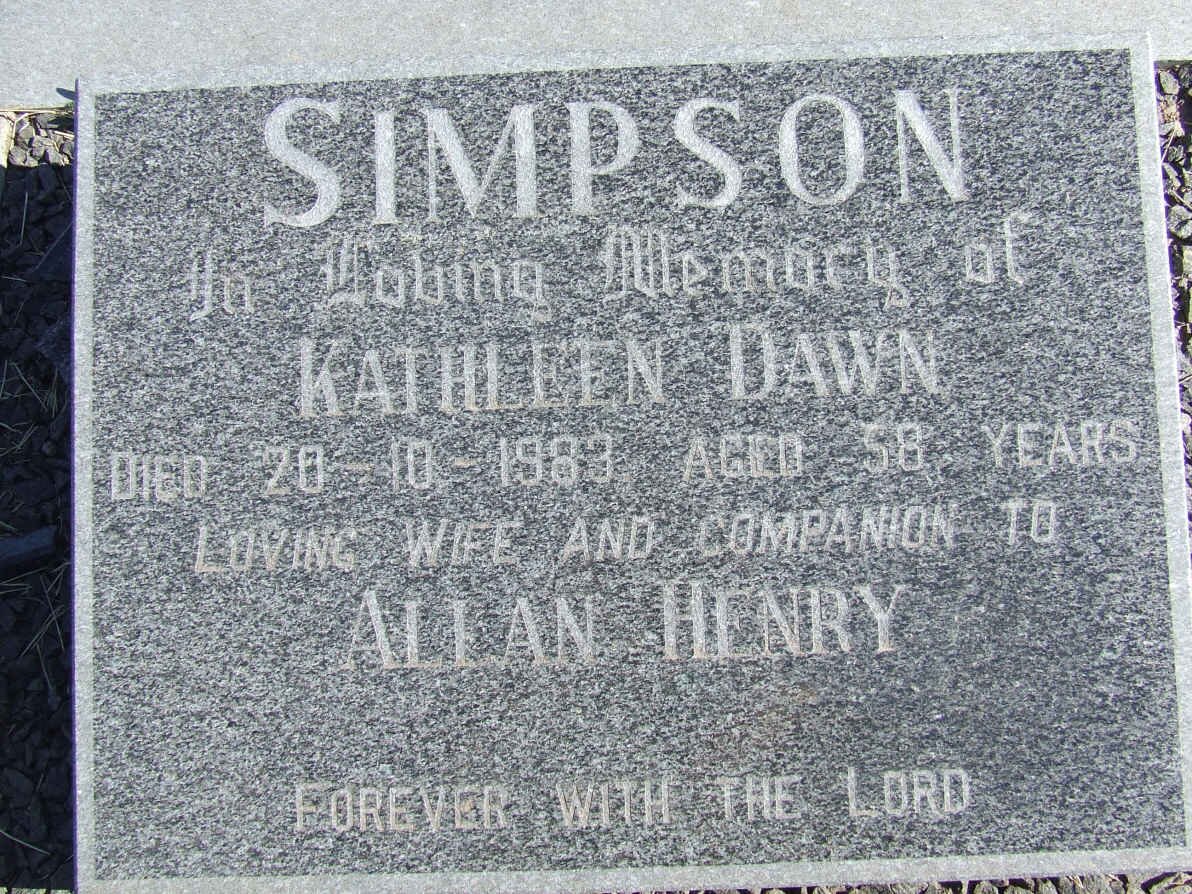 SIMPSON
In Loving Memory of
KATHLEEN DAWN
DIED 20-10-1983 AGED 58 YEARS
LOVING WIFE AND COMPANION TO
ALLAN HENRY
FOREVER WITH THE LORD